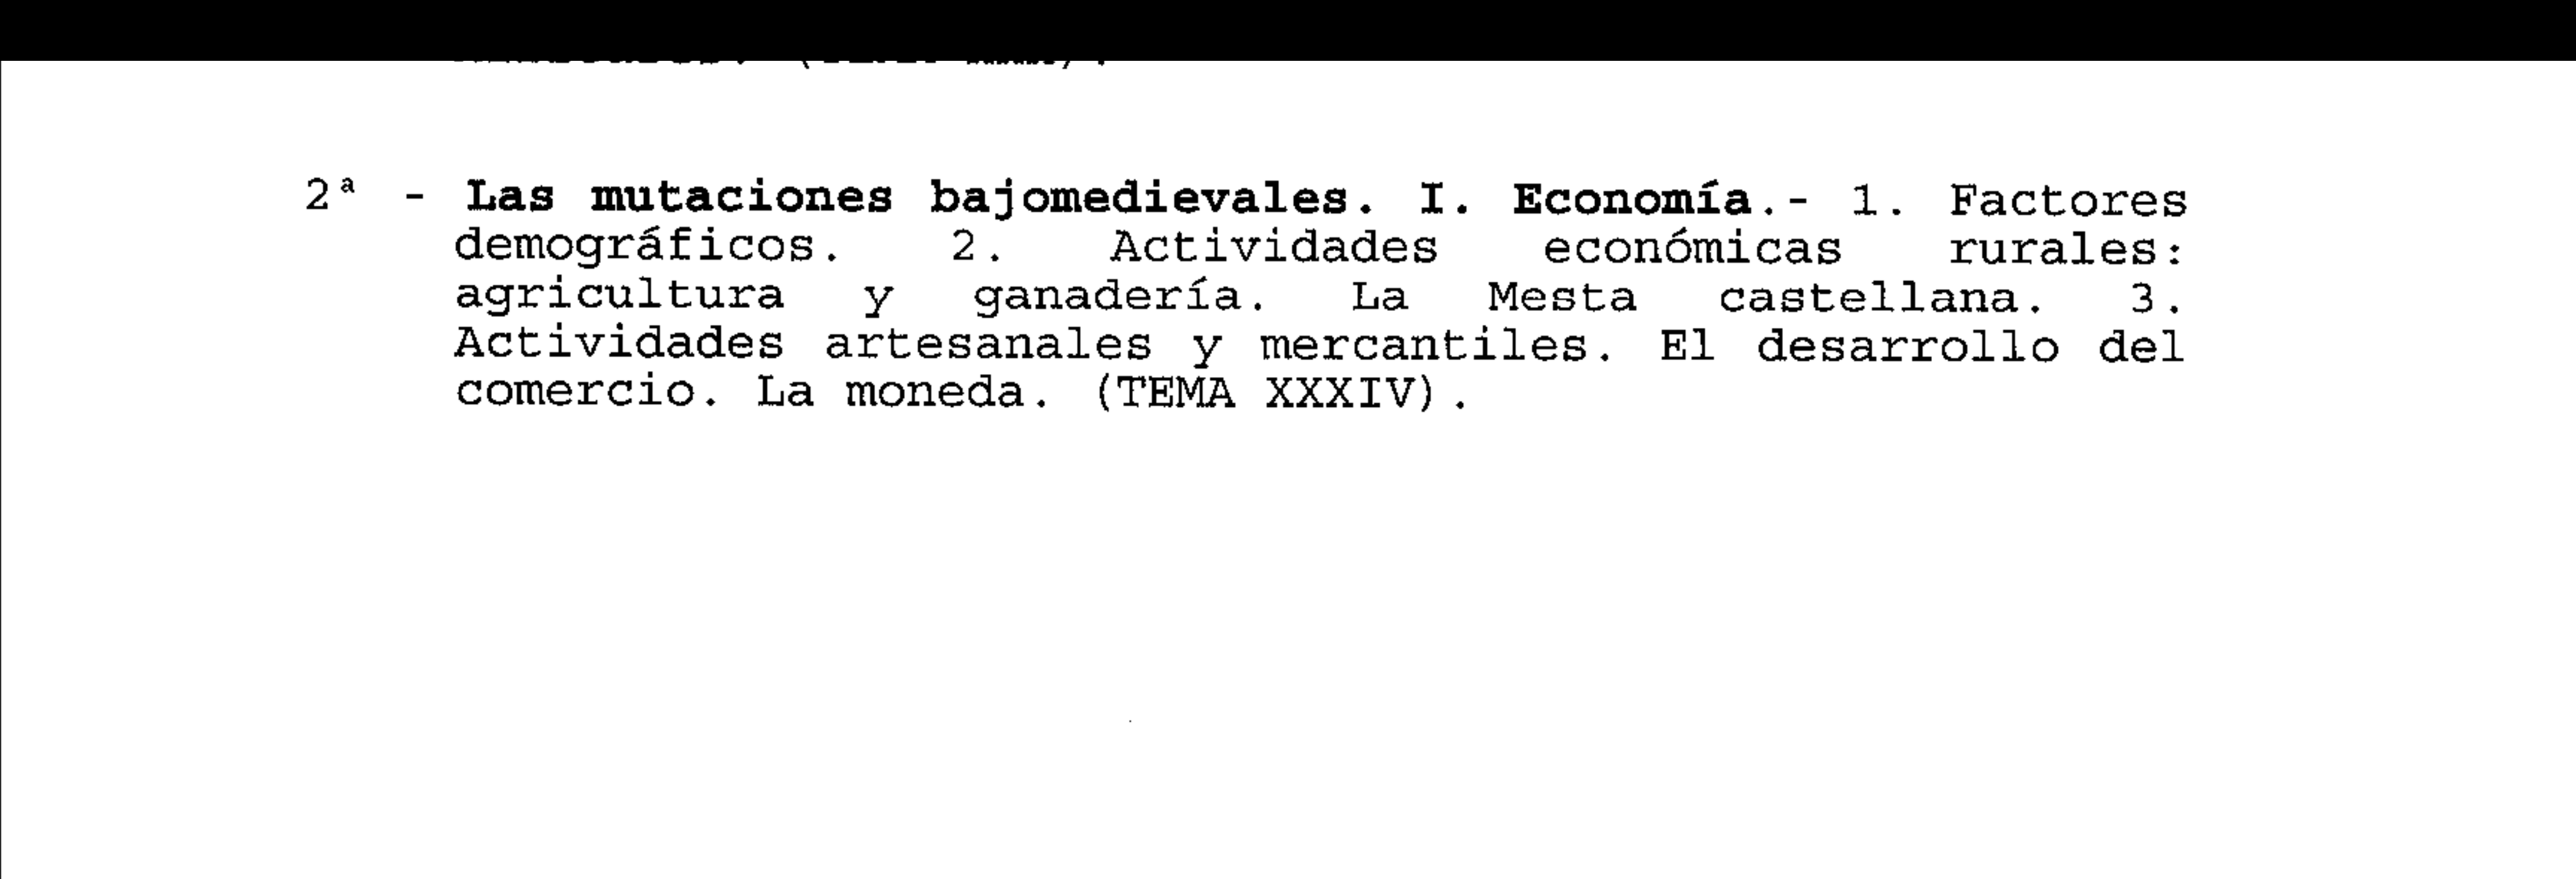 2ª - Las mutaciones bajomedievales. I. Economía.- 1. Factores
demográficos. 2. Actividades económicas rurales:
agricultura y ganadería. La Mesta castellana. 3.
Actividades artesanales y mercantiles. El desarrollo del
comercio. La moneda. (TEMA XXXIV).